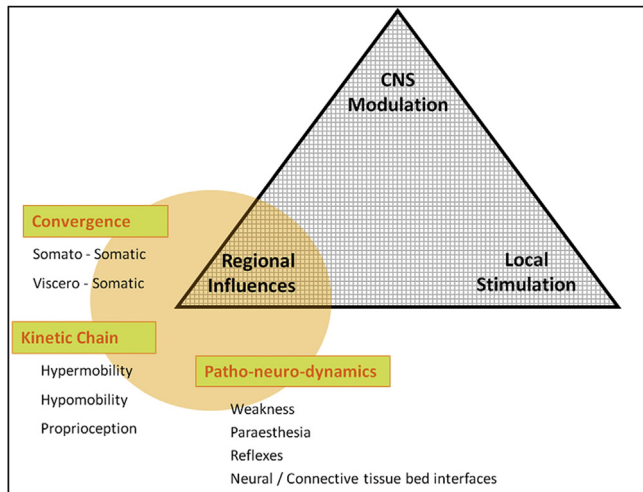 CNS
Modulation
Convergence
Somato - Somatic
Viscero - Somatic
Regional
Influences
Local
Stimulation
Kinetic Chain
Hypermobility
Hypomobility
Proprioception
Patho-neuro-dynamics
Weakness
Paraesthesia
Reflexes
Neural / Connective tissue bed interfaces